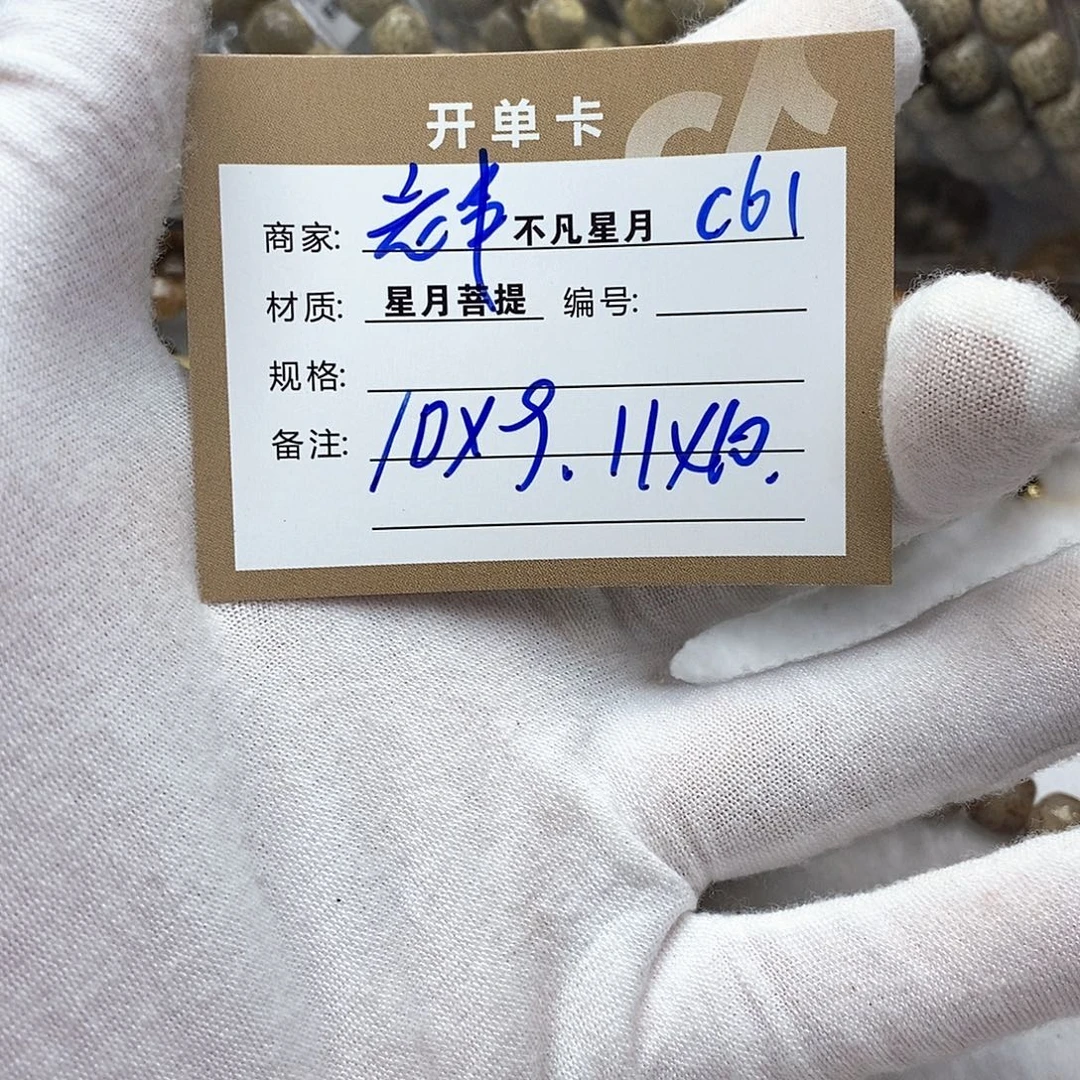 开单卡
商家: 不凡星月 C61
材质: 星月菩提 编号:
规格:
备注: 10X9. 11X10.